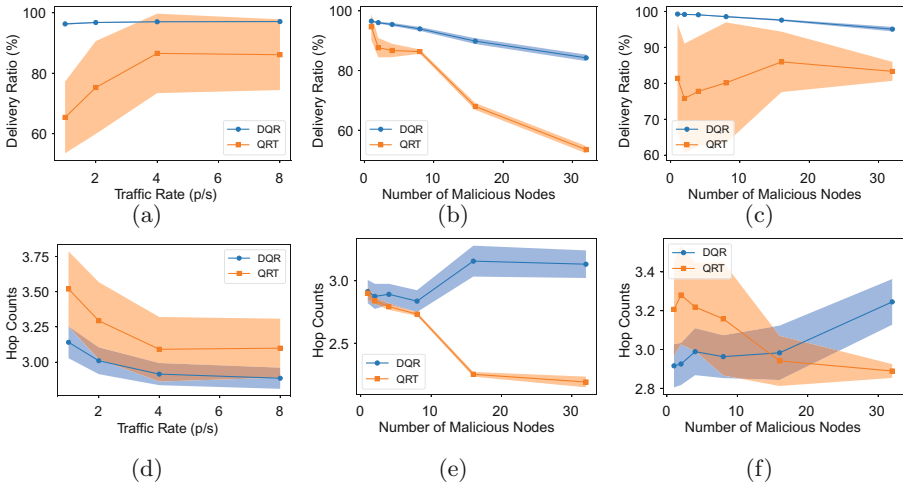 Delivery Ratio (%)
100
80
60
DQR
QRT
2
4
6
8
Traffic Rate (p/s)
(a)
Delivery Ratio (%)
100
80
60
DQR
QRT
0
10
20
30
Number of Malicious Nodes
(b)
Delivery Ratio (%)
100
90
80
70
60
DQR
QRT
0
10
20
30
Number of Malicious Nodes
(c)
Hop Counts
3.75
3.50
3.25
3.00
DQR
QRT
2
4
6
8
Traffic Rate (p/s)
(d)
Hop Counts
3.0
2.5
DQR
QRT
0
10
20
30
Number of Malicious Nodes
(e)
Hop Counts
3.4
3.2
3.0
2.8
DQR
QRT
0
10
20
30
Number of Malicious Nodes
(f)